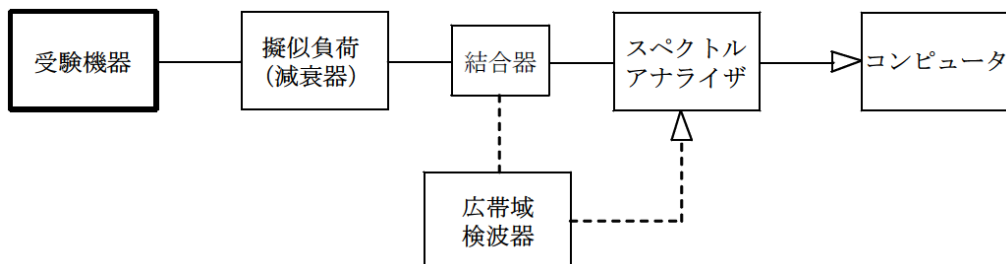 受験機器
擬似負荷
（減衰器）
結合器
スペクトル
アナライザ
コンピュータ
広帯域
検波器